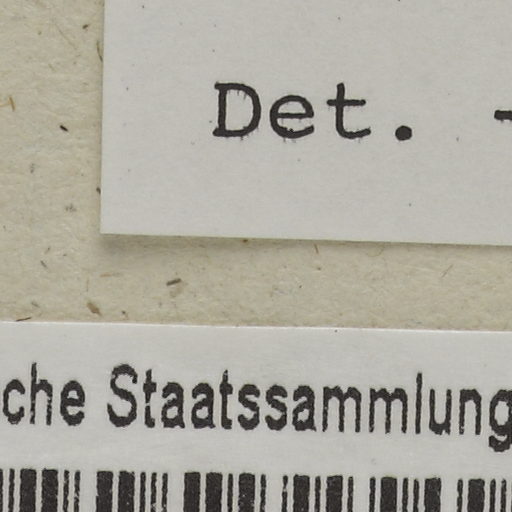 Det.
che Staatssammlung